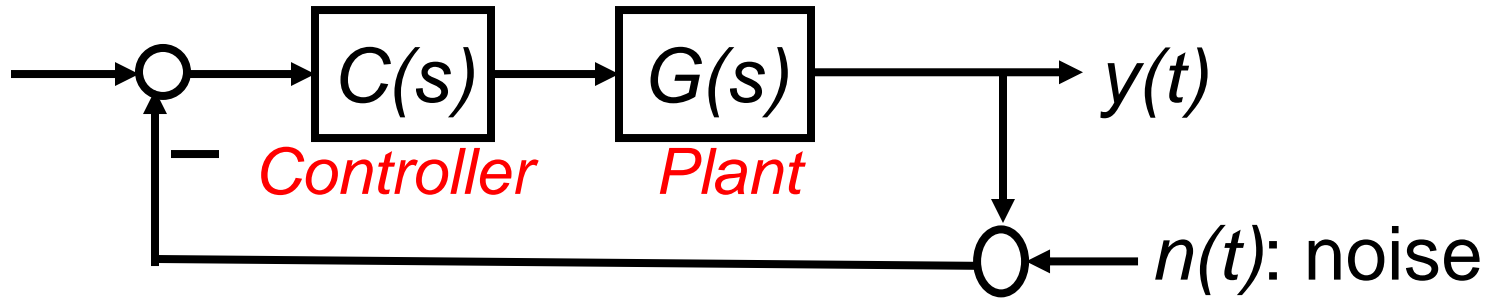 C(s) G(s) y(t)
−
Controller Plant
n(t): noise